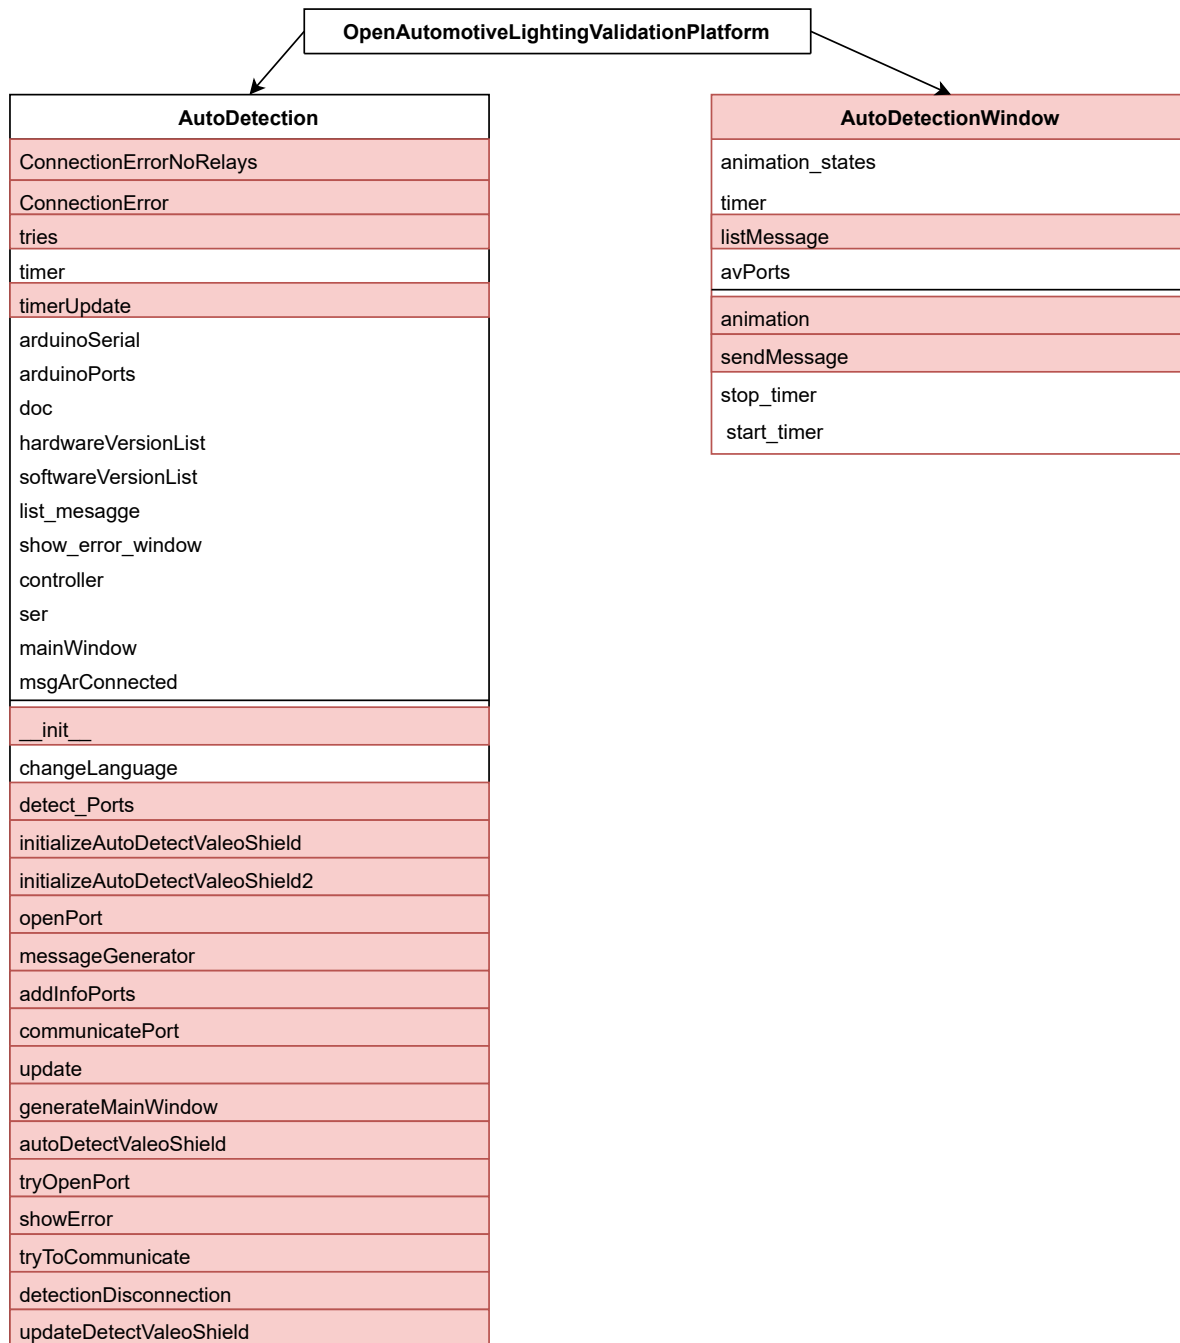 OpenAutomotiveLightingValidationPlatform
AutoDetection
ConnectionErrorNoRelays
ConnectionError
tries
timer
timerUpdate
arduinoSerial
arduinoPorts
doc
hardwareVersionList
softwareVersionList
list_mesagge
show_error_window
controller
ser
mainWindow
msgArConnected
__init__
changeLanguage
detect_Ports
initializeAutoDetectValeoShield
initializeAutoDetectValeoShield2
openPort
messageGenerator
addInfoPorts
communicatePort
update
generateMainWindow
autoDetectValeoShield
tryOpenPort
showError
tryToCommunicate
detectionDisconnection
updateDetectValeoShield
AutoDetectionWindow
animation_states
timer
listMessage
avPorts
animation
sendMessage
stop_timer
start_timer